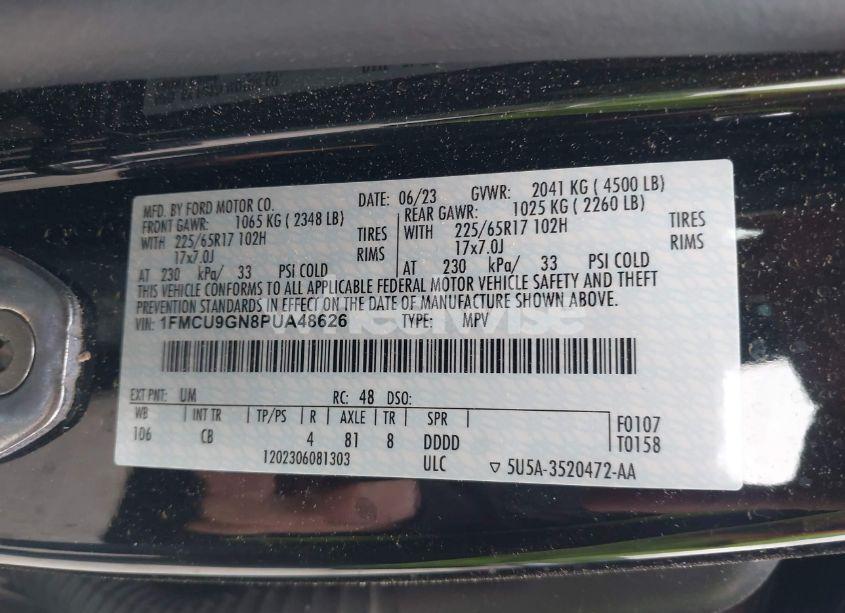 MFD. BY FORD MOTOR CO. DATE: 06/23 GVWR: 2041 KG ( 4500 LB)
FRONT GAWR: 1065 KG ( 2348 LB) REAR GAWR: 1025 KG ( 2260 LB)
WITH 225/65R17 102H TIRES WITH 225/65R17 102H TIRES
17x7.0J RIMS 17x7.0J RIMS
AT 230 kPa/ 33 PSI COLD AT 230 kPa/ 33 PSI COLD
THIS VEHICLE CONFORMS TO ALL APPLICABLE FEDERAL MOTOR VEHICLE SAFETY AND THEFT
PREVENTION STANDARDS IN EFFECT ON THE DATE OF MANUFACTURE SHOWN ABOVE.
VIN: 1FMCU9GN8PUA48626 TYPE: MPV
EXT PNT: UM RC: 48 DSO:
WB INT TR TP/PS R AXLE TR SPR F0107
106 CB 4 81 8 DDDD T0158
1202306081303 ULC ▽ 5U5A-3520472-AA